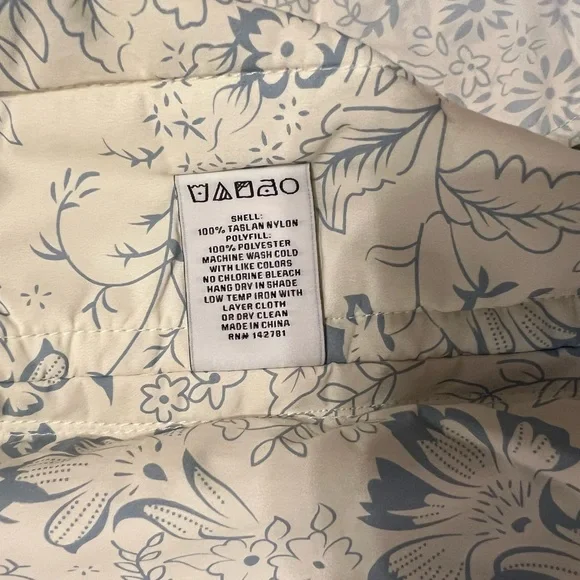 SHELL:
100% TASLAN NYLON
POLYFILL:
100% POLYESTER
MACHINE WASH COLD
WITH LIKE COLORS
NO CHLORINE BLEACH
HANG DRY IN SHADE
LOW TEMP IRON WITH
LAYER CLOTH
OR DRY CLEAN
MADE IN CHINA
RN# 142781